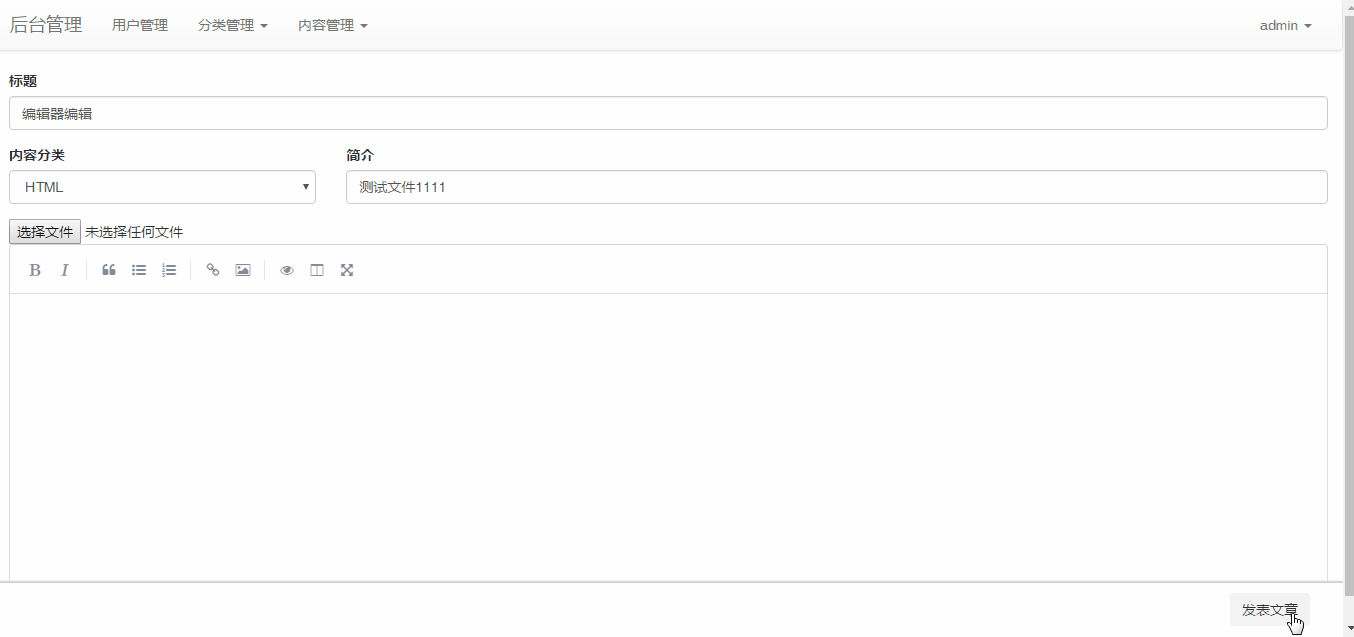 后台管理 用户管理 分类管理 内容管理 admin
标题
编辑器编辑
内容分类 简介
HTML 测试文件1111
选择文件 未选择任何文件
B I
发表文章